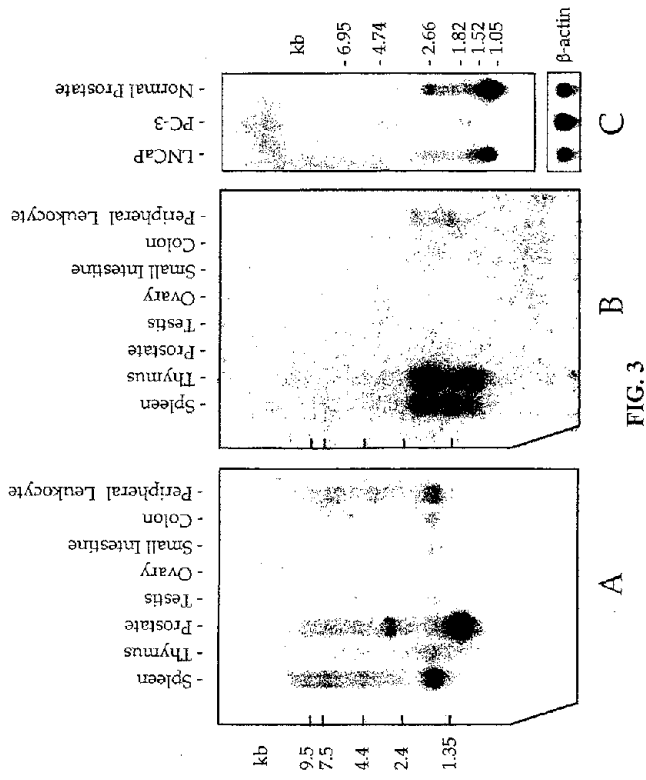 kb
9.5
7.5
4.4
2.4
1.35
Spleen
Thymus
Prostate
Testis
Ovary
Small Intestine
Colon
Peripheral Leukocyte
A
Spleen
Thymus
Prostate
Testis
Ovary
Small Intestine
Colon
Peripheral Leukocyte
B
LNCaP
PC-3
Normal Prostate
kb
6.95
4.74
2.66
1.82
1.52
1.05
β-actin
C
FIG. 3